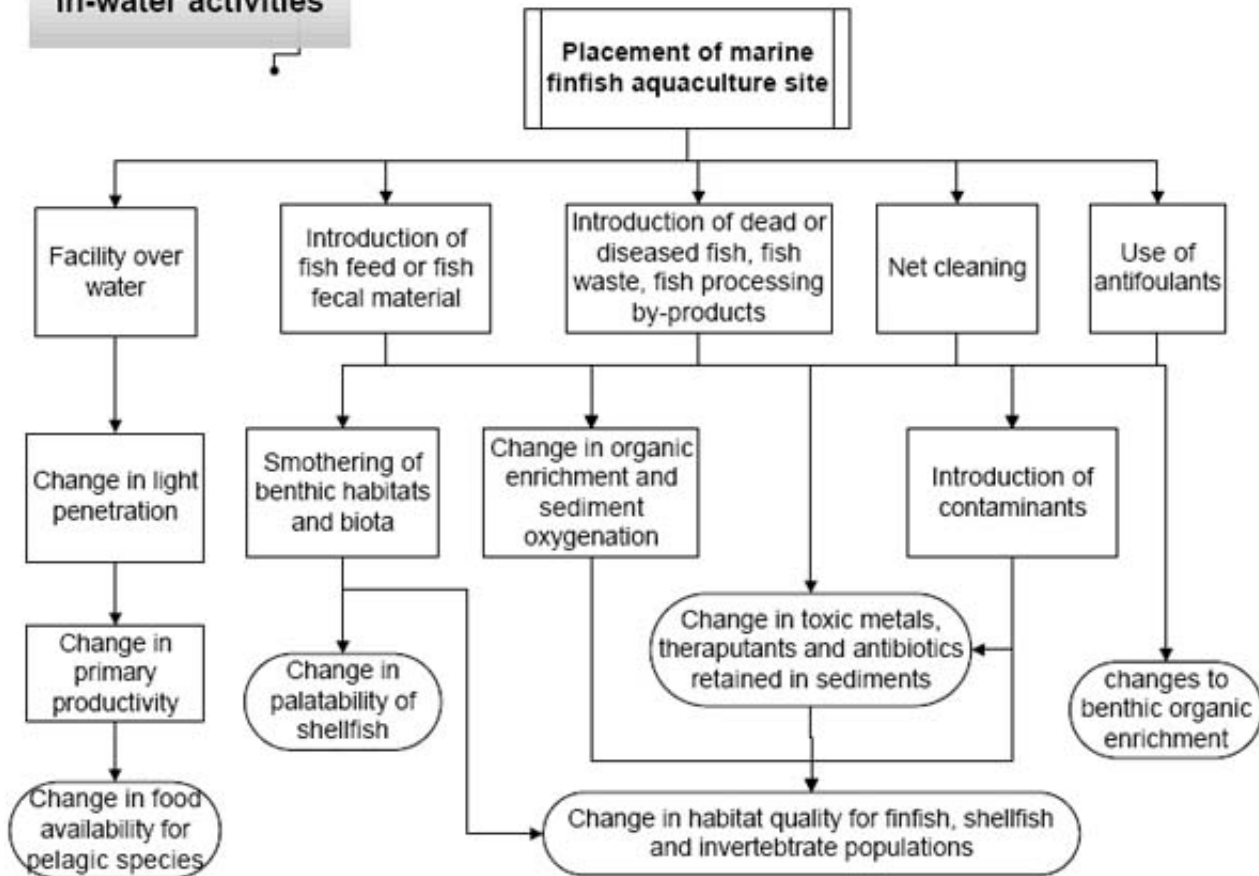 In-water activities
Placement of marine
finfish aquaculture site
Facility over
water
Introduction of
fish feed or fish
fecal material
Introduction of dead or
diseased fish, fish
waste, fish processing
by-products
Net cleaning
Use of
antifoulants
Change in light
penetration
Smothering of
benthic habitats
and biota
Change in organic
enrichment and
sediment
oxygenation
Introduction of
contaminants
Change in
primary
productivity
Change in
palatability of
shellfish
Change in toxic metals,
theraputants and antibiotics
retained in sediments
changes to
benthic organic
enrichment
Change in food
availability for
pelagic species
Change in habitat quality for finfish, shellfish
and invertebtrate populations